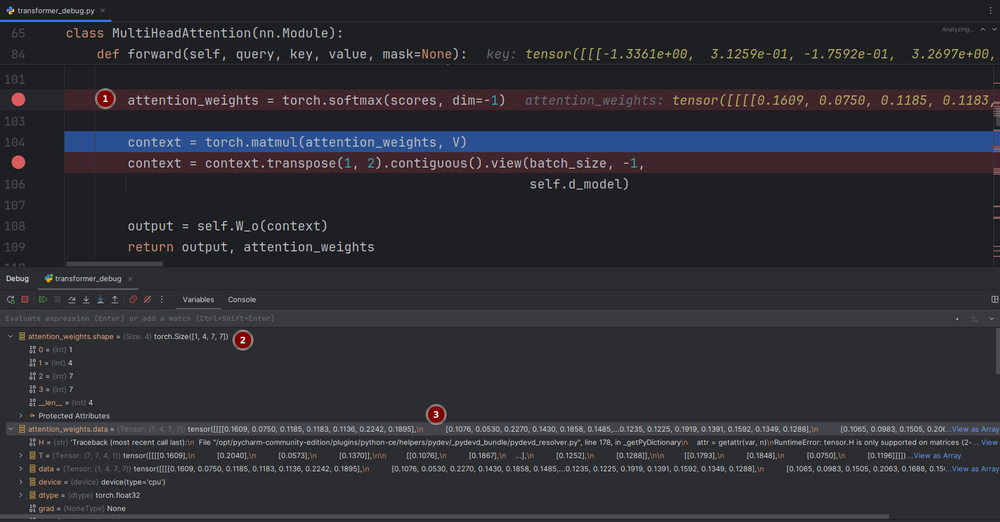 transformer_debug.py
Analyzing...
65 class MultiHeadAttention(nn.Module):
84 def forward(self, query, key, value, mask=None): key: tensor([[[-1.3361e+00, 3.1259e-01, -1.7592e-01, 3.2697e+00,
101
1 attention_weights = torch.softmax(scores, dim=-1) attention_weights: tensor([[[[0.1609, 0.0750, 0.1185, 0.1183,
103
104 context = torch.matmul(attention_weights, V)
context = context.transpose(1, 2).contiguous().view(batch_size, -1,
106 self.d_model)
107
108 output = self.W_o(context)
109 return output, attention_weights
Debug transformer_debug
Variables Console
Evaluate expression (Enter) or add a watch (Ctrl+Shift+Enter)
attention_weights.shape = {Size: 4} torch.Size([1, 4, 7, 7]) 2
0 = {int} 1
1 = {int} 4
2 = {int} 7
3 = {int} 7
__len__ = {int} 4
Protected Attributes
3
attention_weights.data = {Tensor: (1, 4, 7, 7)} tensor([[[[0.1609, 0.0750, 0.1185, 0.1183, 0.1136, 0.2242, 0.1895],\n [0.1076, 0.0530, 0.2270, 0.1430, 0.1858, 0.1485,...0.1235, 0.1225, 0.1919, 0.1391, 0.1592, 0.1349, 0.1288],\n [0.1065, 0.0983, 0.1505, 0.206...View as Array
H = {str} 'Traceback (most recent call last):\n File "/opt/pycharm-community-edition/plugins/python-ce/helpers/pydev/_pydevd_bundle/pydevd_resolver.py", line 178, in _getPyDictionary\n attr = getattr(var, n)\nRuntimeError: tensor.H is only supported on matrices (2-... View
T = {Tensor: (7, 7, 4, 1)} tensor([[[[0.1609],\n [0.2040],\n [0.0573],\n [0.1370]],\n\n [[0.1076],\n [0.1867],\n ...],\n [0.1252],\n [0.1288]],\n\n [[0.1793],\n [0.1848],\n [0.0750],\n [0.1196]]]])...View as Array
data = {Tensor: (1, 4, 7, 7)} tensor([[[[0.1609, 0.0750, 0.1185, 0.1183, 0.1136, 0.2242, 0.1895],\n [0.1076, 0.0530, 0.2270, 0.1430, 0.1858, 0.1485,...0.1235, 0.1225, 0.1919, 0.1391, 0.1592, 0.1349, 0.1288],\n [0.1065, 0.0983, 0.1505, 0.2063, 0.1688, 0.150...View as Array
device = {device} device(type='cpu')
dtype = {dtype} torch.float32
grad = {NoneType} None